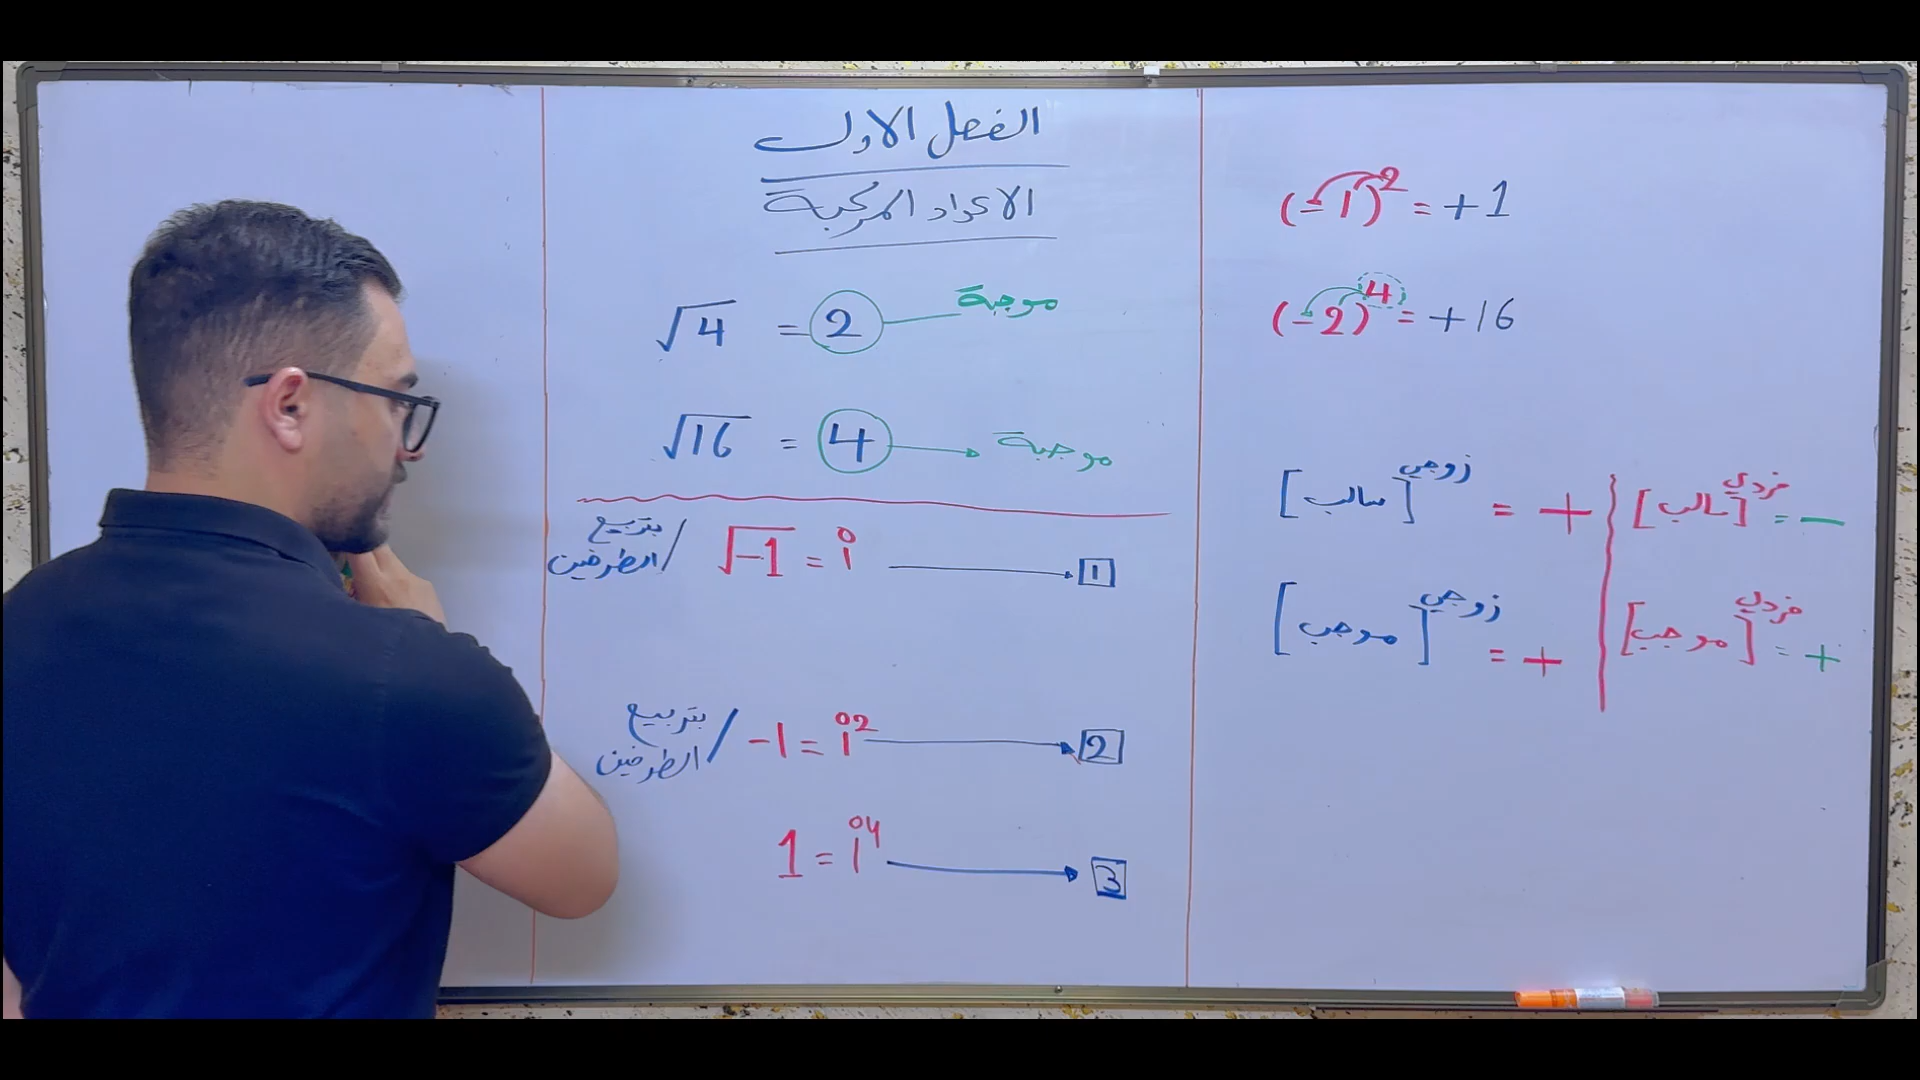 الفصل الاول
الاعداد المركبة
√4 = 2 موجبة
√16 = 4 موجبة
بتربيع الطرفين / √-1 = i → 1
بتربيع الطرفين / -1 = i² → 2
1 = i⁴ → 3
(-1)² = +1
(-2)⁴ = +16
[سالب]زوجي = +
[سالب]فردي = -
[موجب]زوجي = +
[موجب]فردي = +